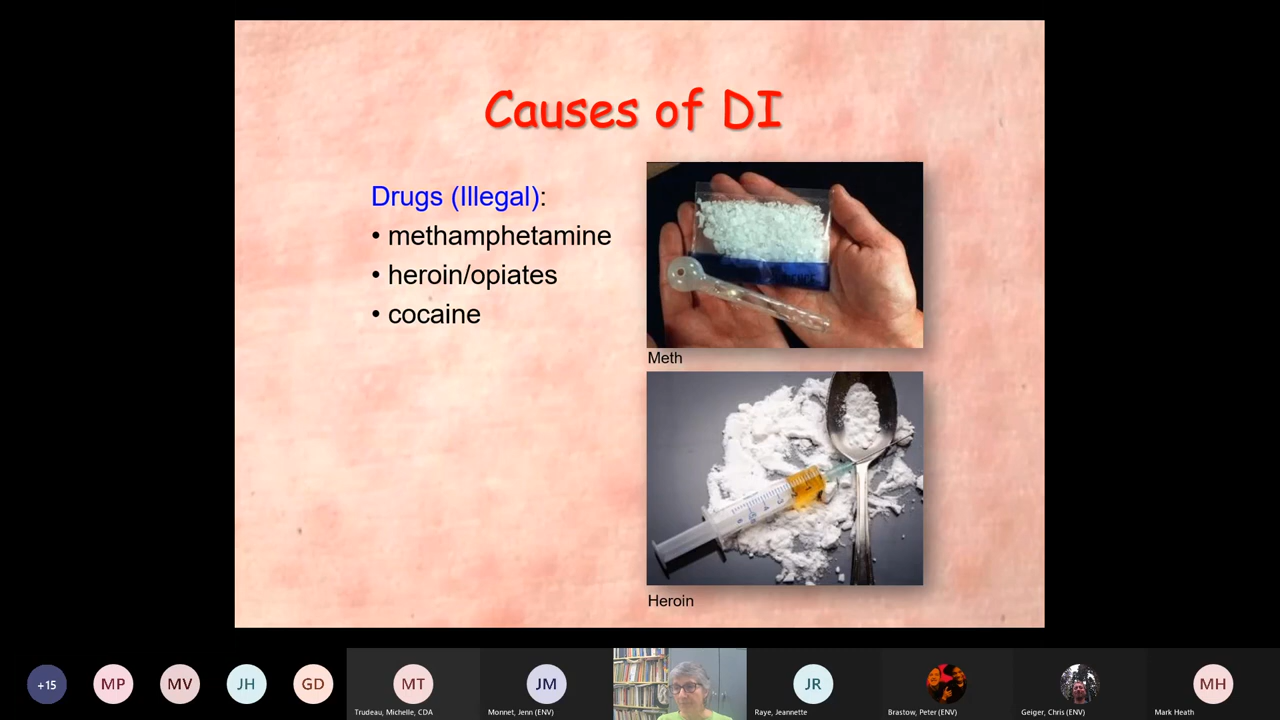 Causes of DI
Drugs (Illegal):
• methamphetamine
• heroin/opiates
• cocaine
Meth
Heroin
+15
MP
MV
JH
GD
MT
Trudeau, Michelle, CDA
JM
Monnet, Jenn (ENV)
JR
Raye, Jeannette
Brastow, Peter (ENV)
Geiger, Chris (ENV)
MH
Mark Heath